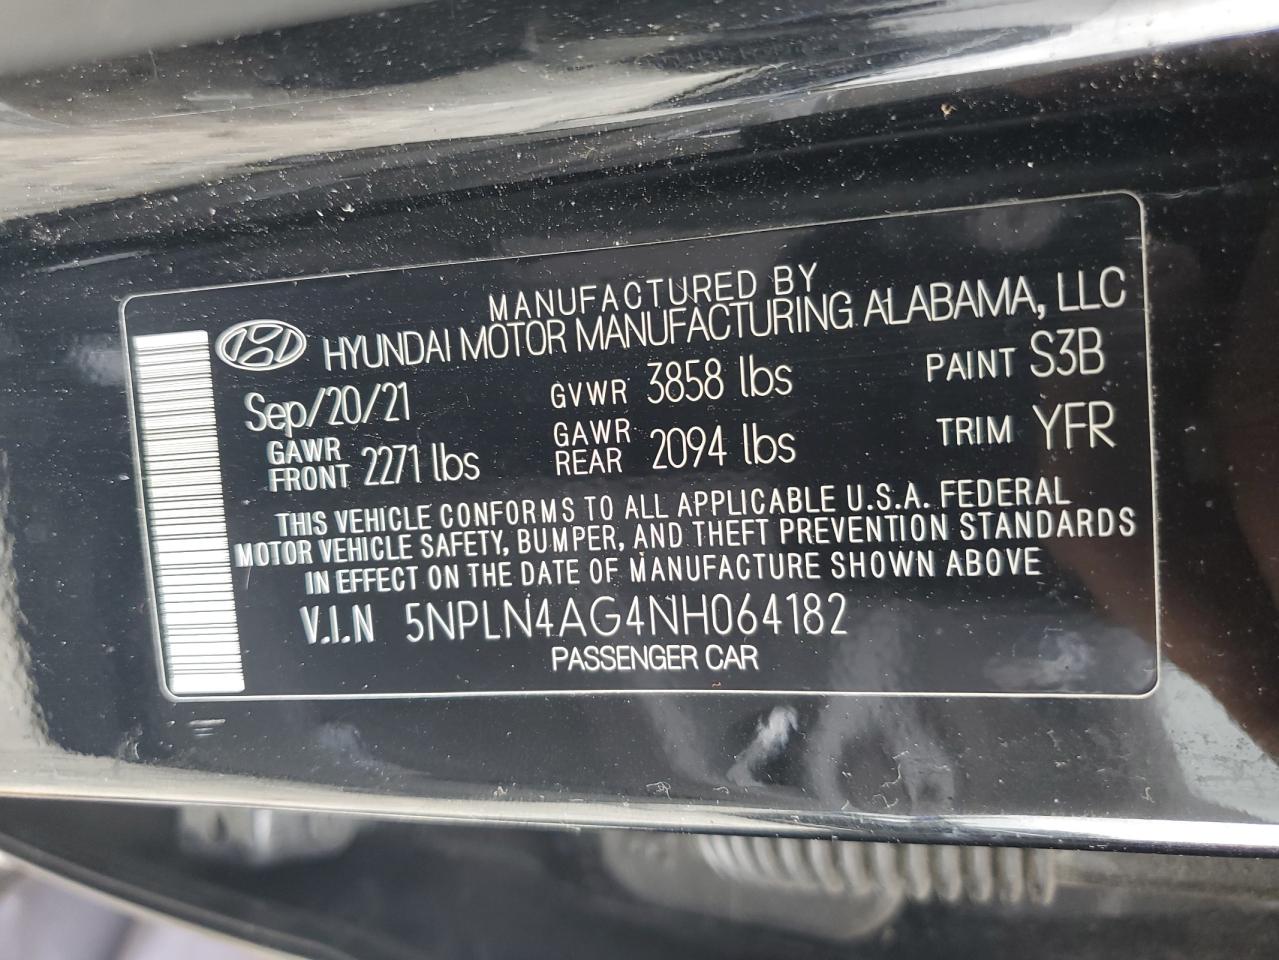 MANUFACTURED BY
HYUNDAI MOTOR MANUFACTURING ALABAMA, LLC
Sep/20/21 GVWR 3858 lbs PAINT S3B
GAWR FRONT 2271 lbs GAWR REAR 2094 lbs TRIM YFR
THIS VEHICLE CONFORMS TO ALL APPLICABLE U.S.A. FEDERAL
MOTOR VEHICLE SAFETY, BUMPER, AND THEFT PREVENTION STANDARDS
IN EFFECT ON THE DATE OF MANUFACTURE SHOWN ABOVE
V.I.N 5NPLN4AG4NH064182
PASSENGER CAR